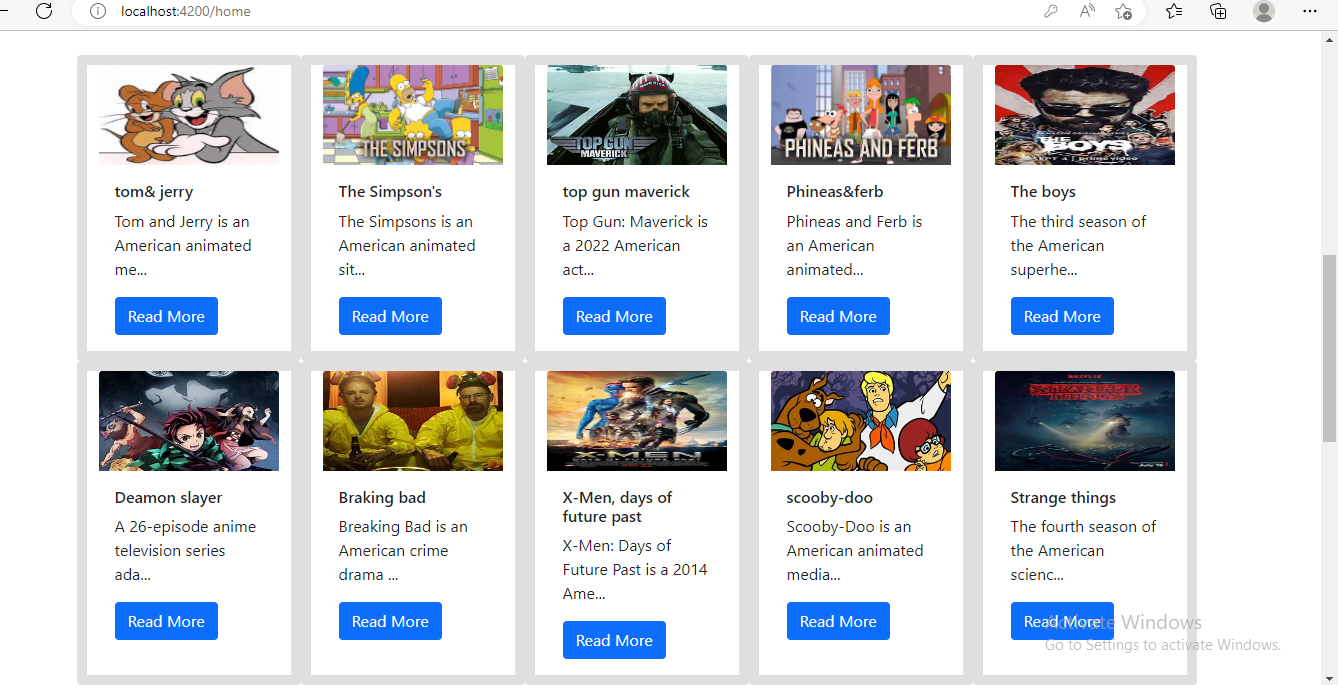 localhost:4200/home
THE SIMPSONS
TOP GUN
MAVERICK
PHINEAS AND FERB
BOYS
tom& jerry
The Simpson's
top gun maverick
Phineas&ferb
The boys
Tom and Jerry is an
American animated
me...
The Simpsons is an
American animated
sit...
Top Gun: Maverick is
a 2022 American
act...
Phineas and Ferb is
an American
animated...
The third season of
the American
superhe...
Read More
Read More
Read More
Read More
Read More
X-MEN
NETFLIX
STRANGER
THINGS
Deamon slayer
Braking bad
X-Men, days of
future past
scooby-doo
Strange things
A 26-episode anime
television series
ada...
Breaking Bad is an
American crime
drama ...
X-Men: Days of
Future Past is a 2014
Ame...
Scooby-Doo is an
American animated
media...
The fourth season of
the American
scienc...
Read More
Read More
Read More
Read More
Read More
Activate Windows
Go to Settings to activate Windows.